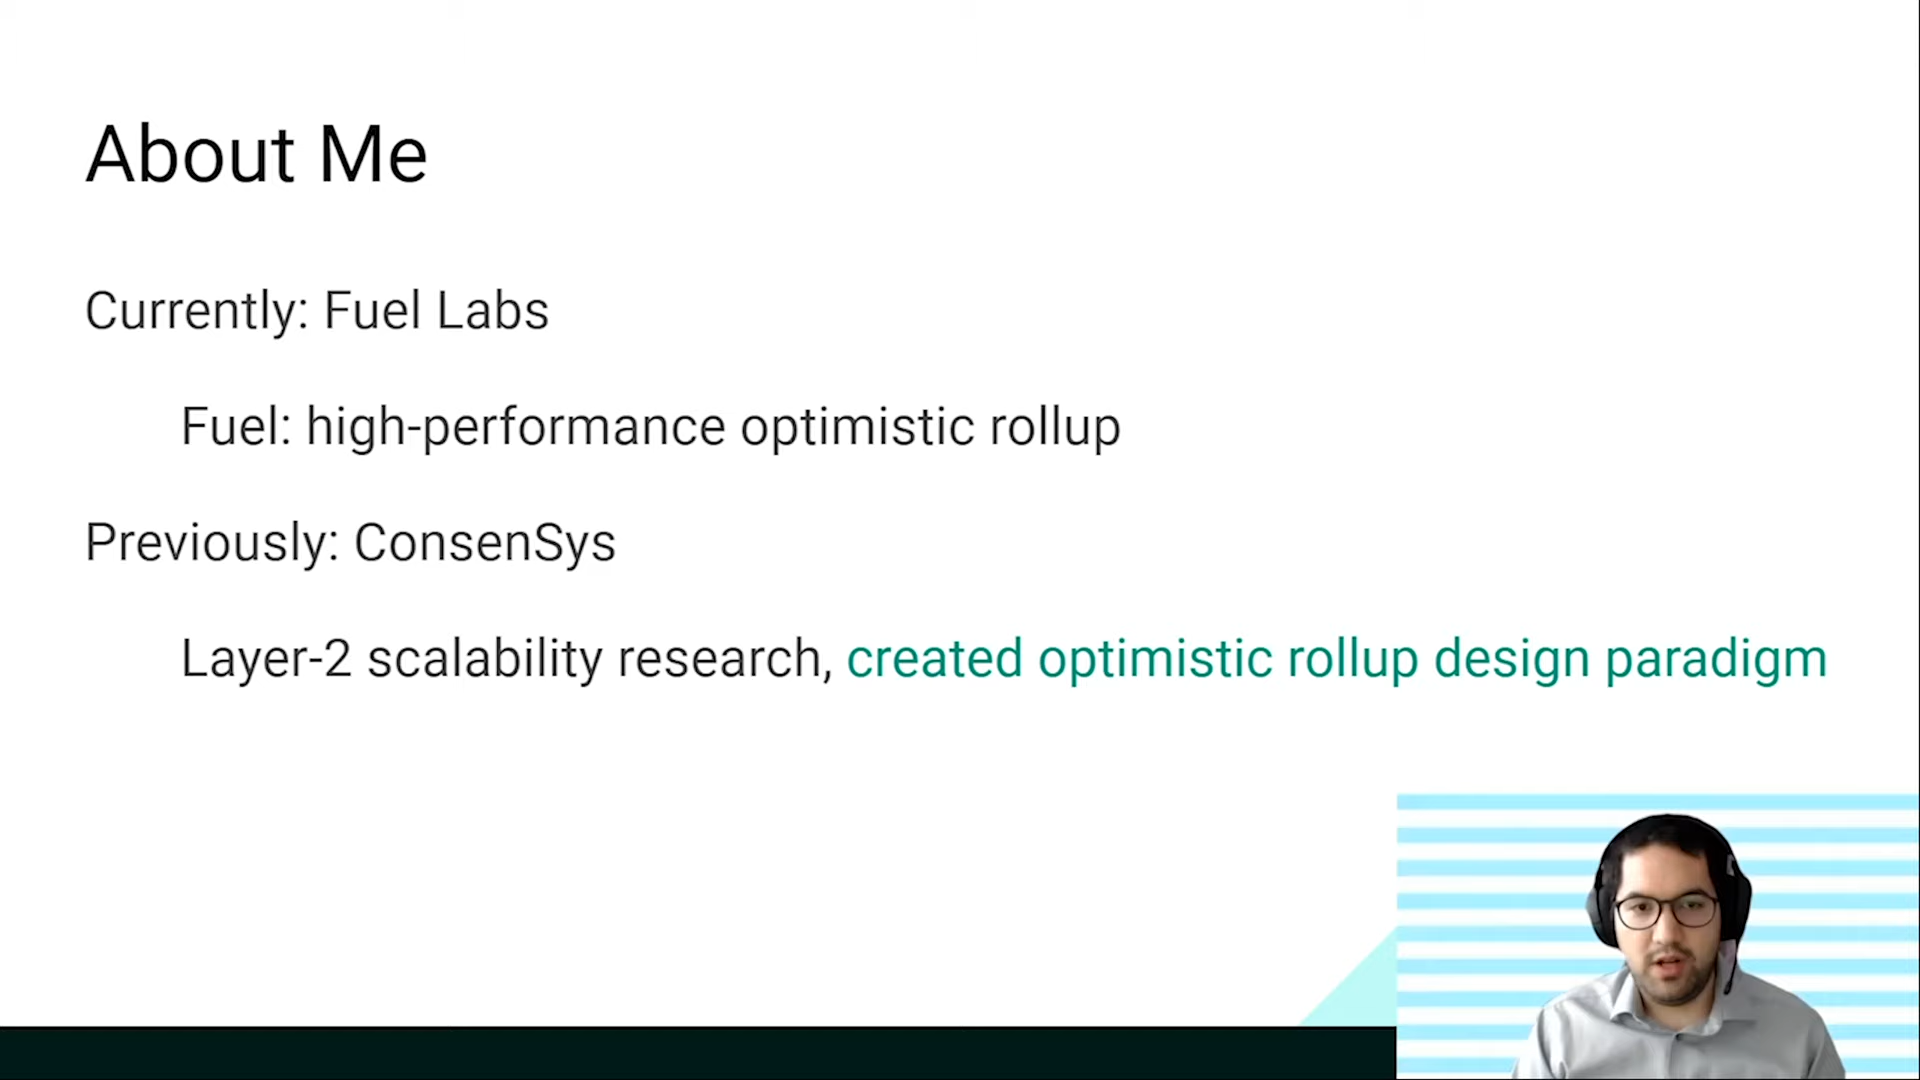 About Me
Currently: Fuel Labs
Fuel: high-performance optimistic rollup
Previously: ConsenSys
Layer-2 scalability research, created optimistic rollup design paradigm